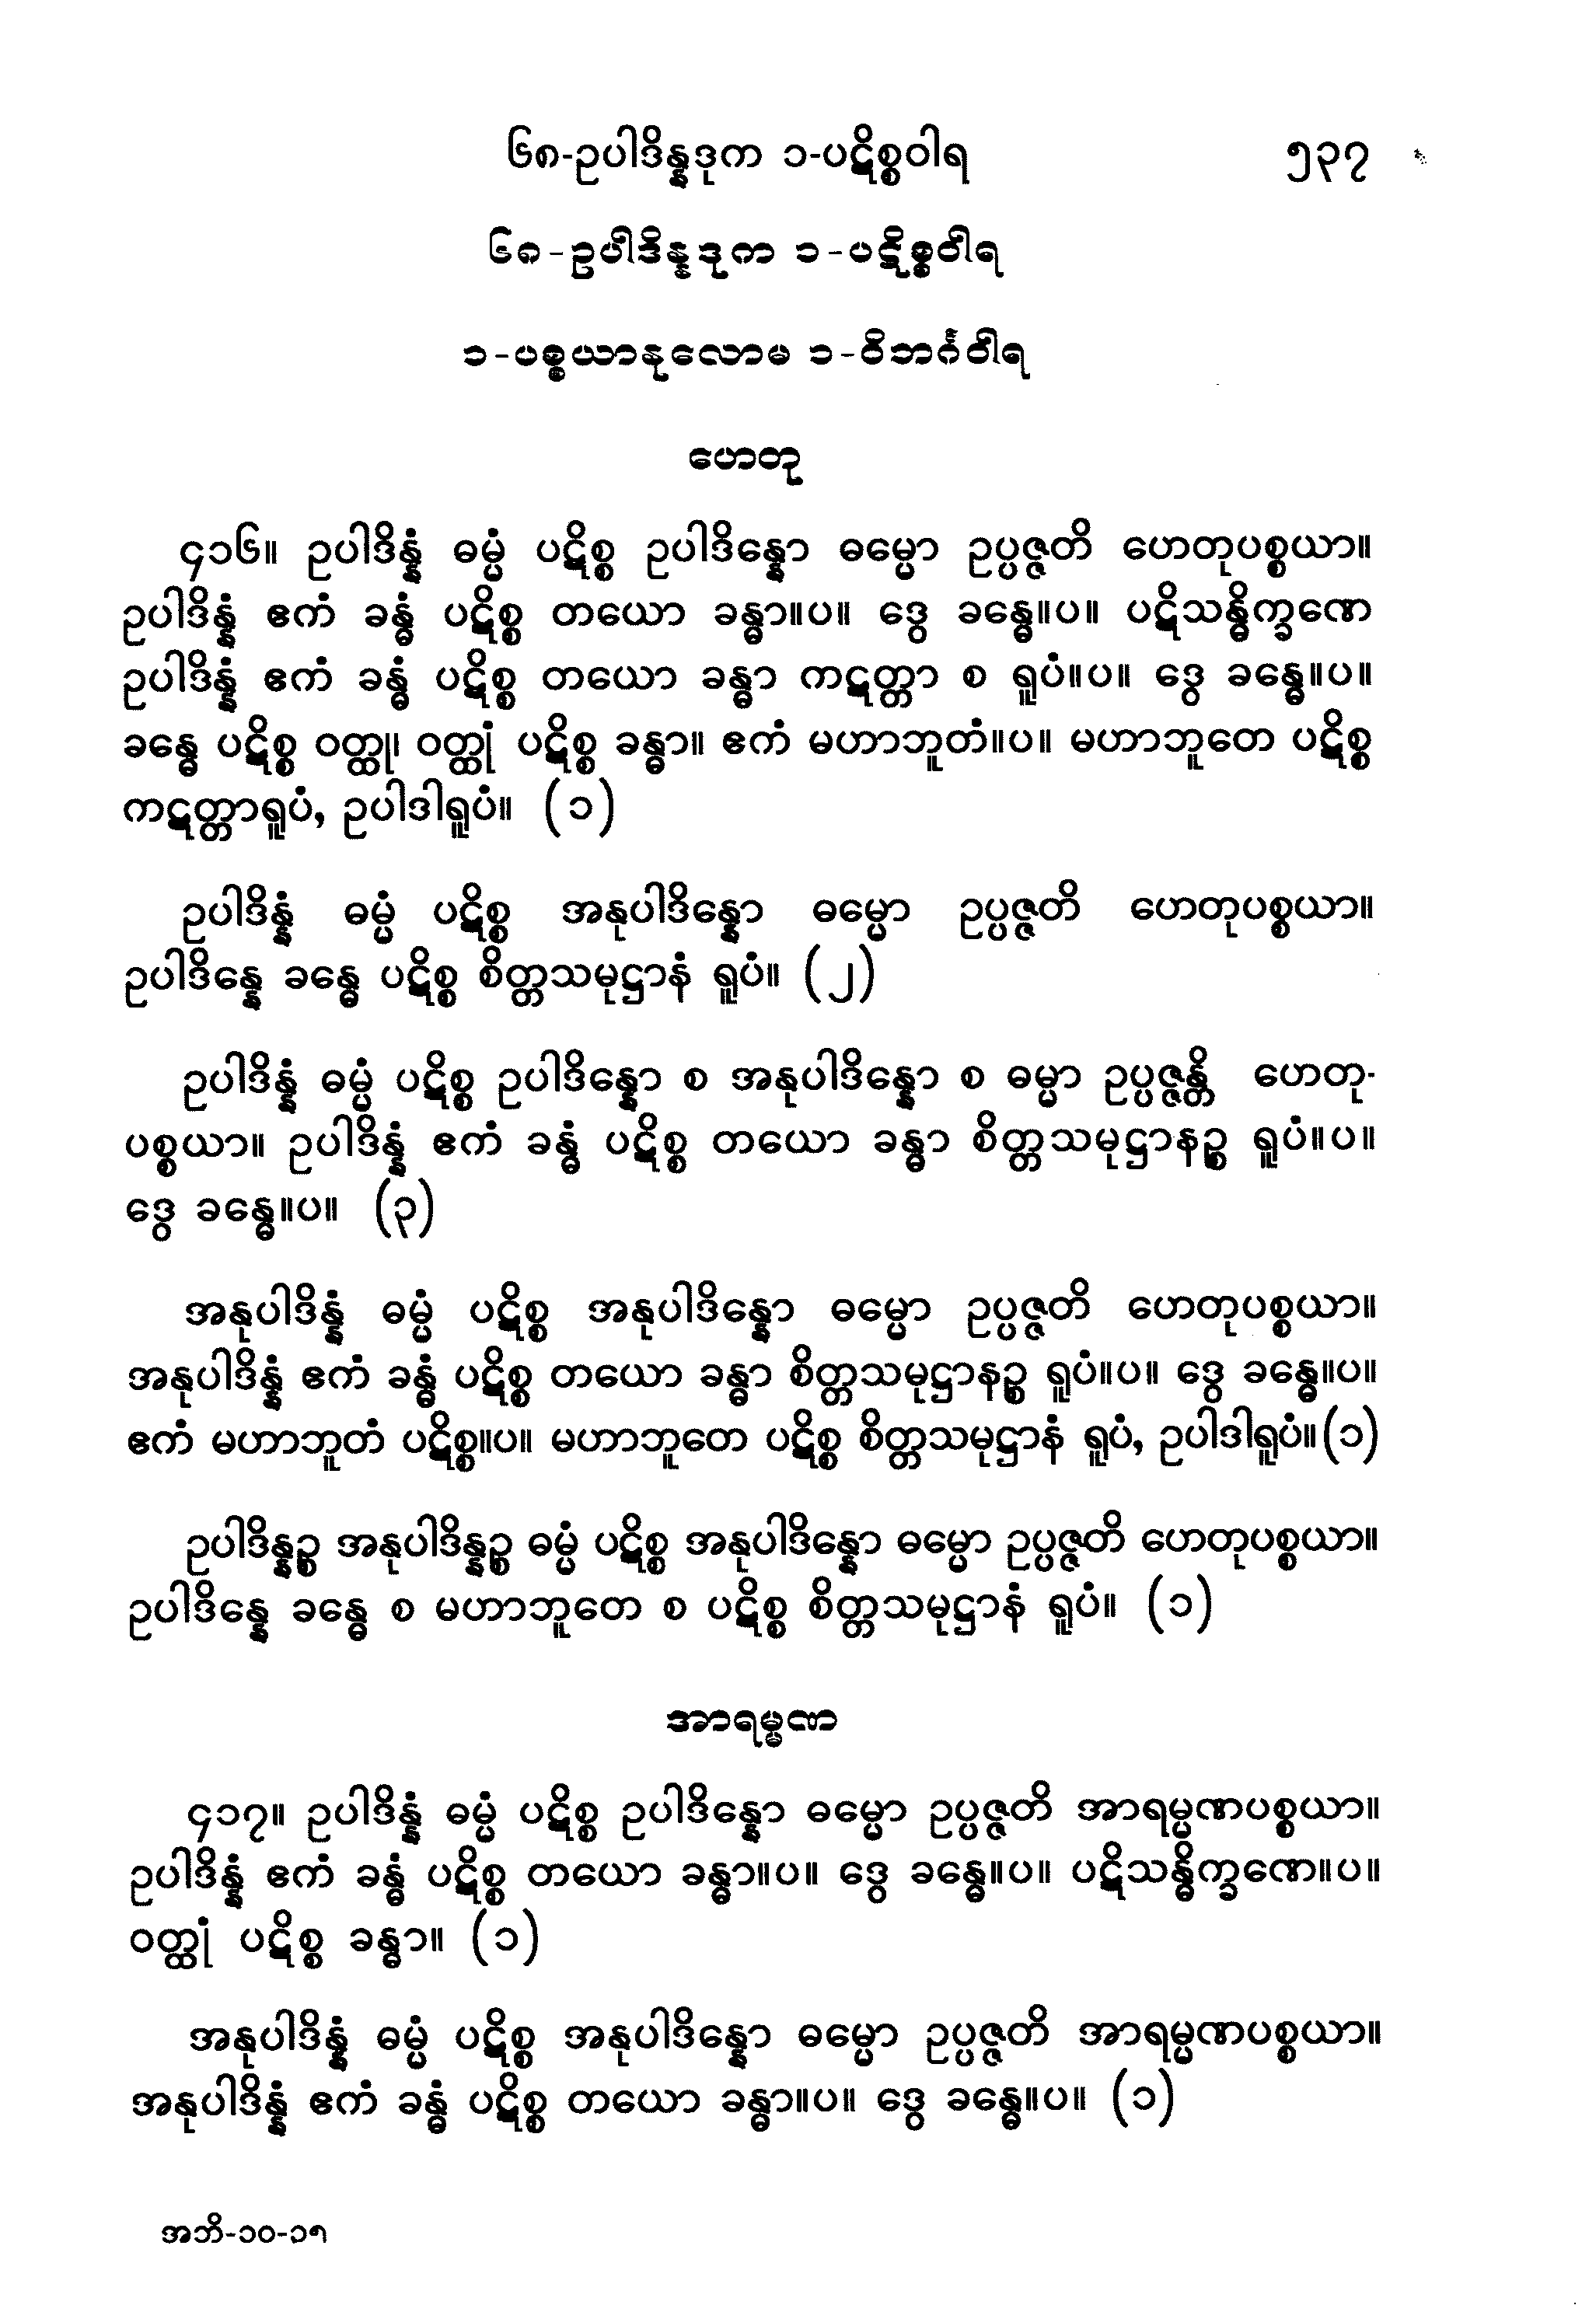 ၆၈-ဥပါဒိန္နဒုက ၁-ပဋိစ္စဝါရ ၅၃၇
၆၈-ဥပါဒိန္နဒုက ၁-ပဋိစ္စဝါရ
၁-ပစ္စယာနုလောမ ၁-ဝိဘင်္ဂဝါရ
ဟေတု
၄၁၆။ ဥပါဒိန္နံ ဓမ္မံ ပဋိစ္စ ဥပါဒိန္နော ဓမ္မော ဥပ္ပဇ္ဇတိ ဟေတုပစ္စယာ။
ဥပါဒိန္နံ ဧကံ ခန္ဓံ ပဋိစ္စ တယော ခန္ဓာ။ပ။ ဒွေ ခန္ဓေ။ပ။ ပဋိသန္ဓိက္ခဏေ
ဥပါဒိန္နံ ဧကံ ခန္ဓံ ပဋိစ္စ တယော ခန္ဓာ ကဋတ္တာ စ ရူပံ။ပ။ ဒွေ ခန္ဓေ။ပ။
ခန္ဓေ ပဋိစ္စ ဝတ္ထု၊ ဝတ္ထုံ ပဋိစ္စ ခန္ဓာ။ ဧကံ မဟာဘူတံ။ပ။ မဟာဘူတေ ပဋိစ္စ
ကဋတ္တာရူပံ, ဥပါဒါရူပံ။ (၁)
ဥပါဒိန္နံ ဓမ္မံ ပဋိစ္စ အနုပါဒိန္နော ဓမ္မော ဥပ္ပဇ္ဇတိ ဟေတုပစ္စယာ။
ဥပါဒိန္နေ ခန္ဓေ ပဋိစ္စ စိတ္တသမုဋ္ဌာနံ ရူပံ။ (၂)
ဥပါဒိန္နံ ဓမ္မံ ပဋိစ္စ ဥပါဒိန္နော စ အနုပါဒိန္နော စ ဓမ္မာ ဥပ္ပဇ္ဇန္တိ ဟေတု-
ပစ္စယာ။ ဥပါဒိန္နံ ဧကံ ခန္ဓံ ပဋိစ္စ တယော ခန္ဓာ စိတ္တသမုဋ္ဌာနဉ္စ ရူပံ။ပ။
ဒွေ ခန္ဓေ။ပ။ (၃)
အနုပါဒိန္နံ ဓမ္မံ ပဋိစ္စ အနုပါဒိန္နော ဓမ္မော ဥပ္ပဇ္ဇတိ ဟေတုပစ္စယာ။
အနုပါဒိန္နံ ဧကံ ခန္ဓံ ပဋိစ္စ တယော ခန္ဓာ စိတ္တသမုဋ္ဌာနဉ္စ ရူပံ။ပ။ ဒွေ ခန္ဓေ။ပ။
ဧကံ မဟာဘူတံ ပဋိစ္စ။ပ။ မဟာဘူတေ ပဋိစ္စ စိတ္တသမုဋ္ဌာနံ ရူပံ, ဥပါဒါရူပံ။(၁)
ဥပါဒိန္နဉ္စ အနုပါဒိန္နဉ္စ ဓမ္မံ ပဋိစ္စ အနုပါဒိန္နော ဓမ္မော ဥပ္ပဇ္ဇတိ ဟေတုပစ္စယာ။
ဥပါဒိန္နေ ခန္ဓေ စ မဟာဘူတေ စ ပဋိစ္စ စိတ္တသမုဋ္ဌာနံ ရူပံ။ (၁)
အာရမ္မဏ
၄၁၇။ ဥပါဒိန္နံ ဓမ္မံ ပဋိစ္စ ဥပါဒိန္နော ဓမ္မော ဥပ္ပဇ္ဇတိ အာရမ္မဏပစ္စယာ။
ဥပါဒိန္နံ ဧကံ ခန္ဓံ ပဋိစ္စ တယော ခန္ဓာ။ပ။ ဒွေ ခန္ဓေ။ပ။ ပဋိသန္ဓိက္ခဏေ။ပ။
ဝတ္ထုံ ပဋိစ္စ ခန္ဓာ။ (၁)
အနုပါဒိန္နံ ဓမ္မံ ပဋိစ္စ အနုပါဒိန္နော ဓမ္မော ဥပ္ပဇ္ဇတိ အာရမ္မဏပစ္စယာ။
အနုပါဒိန္နံ ဧကံ ခန္ဓံ ပဋိစ္စ တယော ခန္ဓာ။ပ။ ဒွေ ခန္ဓေ။ပ။ (၁)
အဘိ-၁၀-၃၅